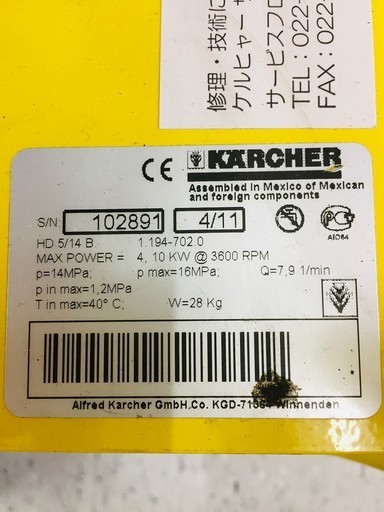 修理・技術に
ケルヒャー サ
サービスフロ
TEL：022-
FAX：022
CE KÄRCHER
Assembled in Mexico of Mexican
and foreign components
S/N: 102891 4/11
HD 5/14 B 1.194-702.0
MAX POWER = 4, 10 KW @ 3600 RPM
p=14MPa; p max=16MPa; Q=7,9 1/min
p in max=1,2MPa
T in max=40° C; W=28 Kg
Alfred Karcher GmbH.Co. Winnenden